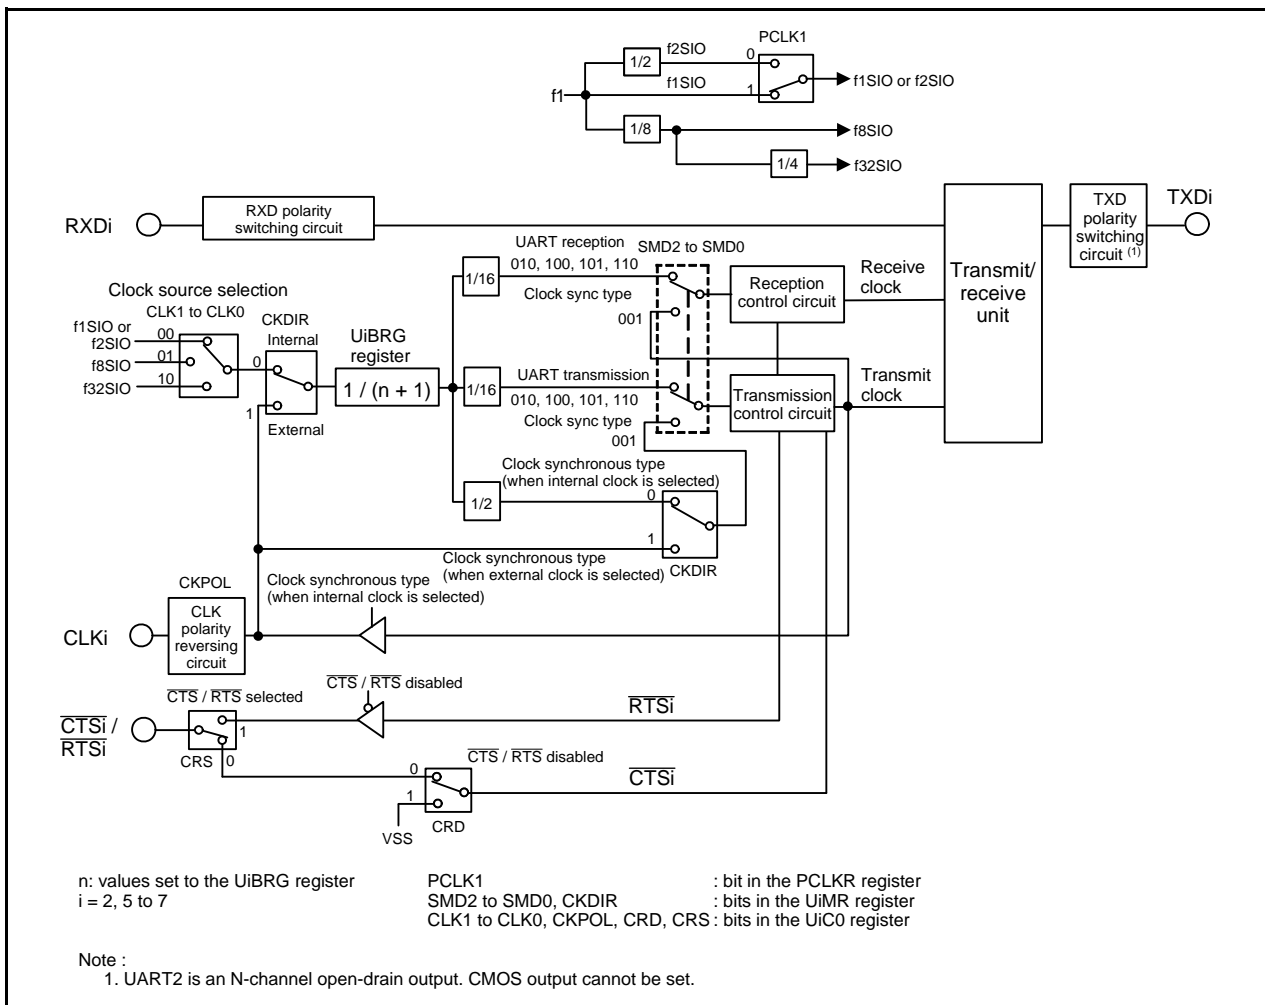 PCLK1
f2SIO
0
1/2
f1SIO
f1
1
f1SIO or f2SIO
1/8
f8SIO
1/4
f32SIO
RXDi
RXD polarity
switching circuit
TXD
polarity
switching
circuit (1)
TXDi
UART reception
SMD2 to SMD0
1/16
010, 100, 101, 110
Clock sync type
001
Reception
control circuit
Receive
clock
Transmit/
receive
unit
Clock source selection
CLK1 to CLK0
f1SIO or
f2SIO
00
f8SIO
01
f32SIO
10
CKDIR
Internal
0
1
External
UiBRG
register
1 / (n + 1)
1/16
UART transmission
010, 100, 101, 110
Clock sync type
001
Transmission
control circuit
Transmit
clock
Clock synchronous type
(when internal clock is selected)
1/2
0
1
CKDIR
Clock synchronous type
(when external clock is selected)
Clock synchronous type
(when internal clock is selected)
CKPOL
CLKi
CLK
polarity
reversing
circuit
CTS / RTS selected
CTS / RTS disabled
CTSi /
RTSi
1
CRS
0
RTSi
CTS / RTS disabled
0
1
CTSi
VSS
CRD
n: values set to the UiBRG register
i = 2, 5 to 7
PCLK1 : bit in the PCLKR register
SMD2 to SMD0, CKDIR : bits in the UiMR register
CLK1 to CLK0, CKPOL, CRD, CRS : bits in the UiC0 register
Note :
1. UART2 is an N-channel open-drain output. CMOS output cannot be set.